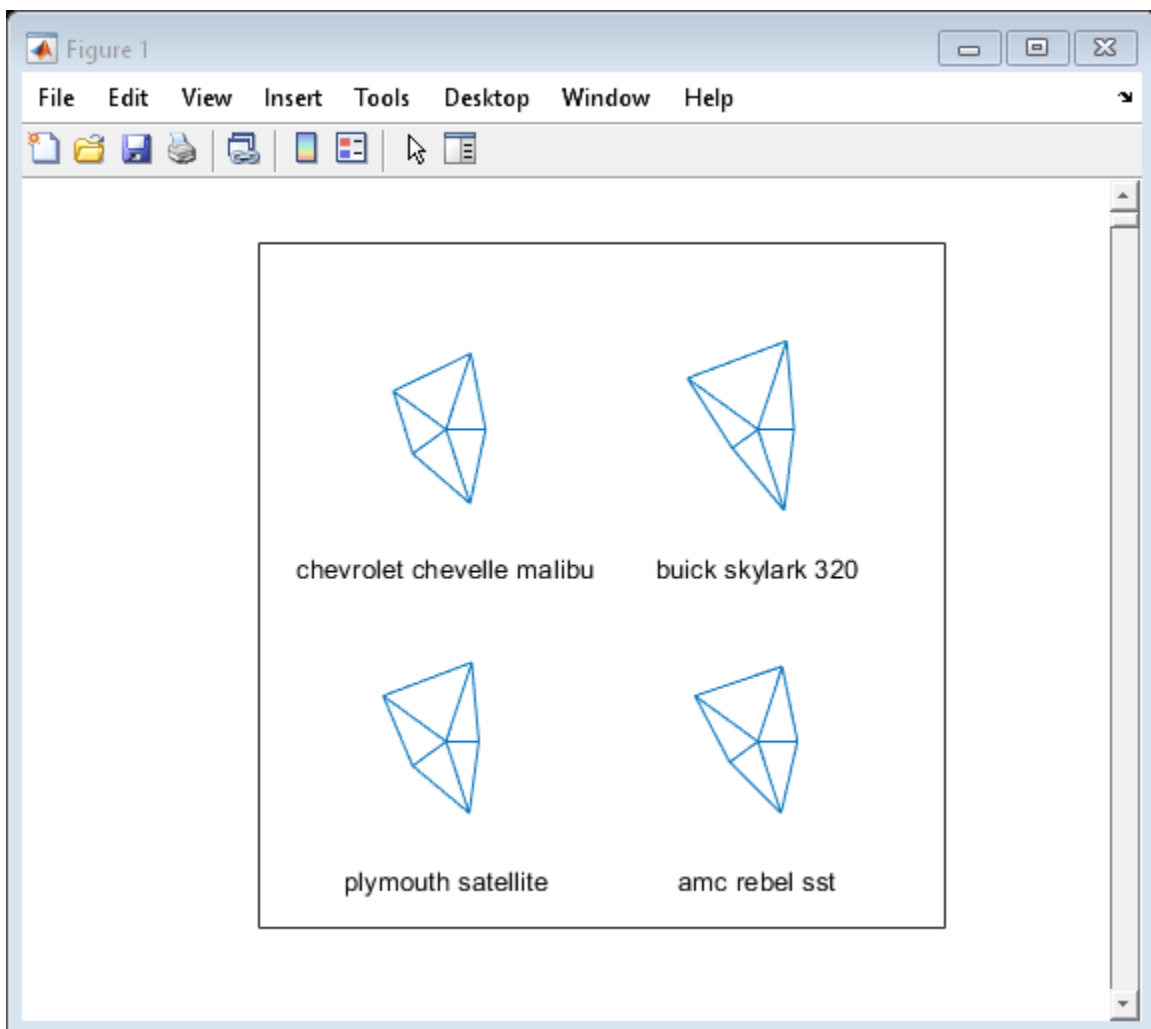 Figure 1
File Edit View Insert Tools Desktop Window Help
chevrolet chevelle malibu buick skylark 320
plymouth satellite amc rebel sst